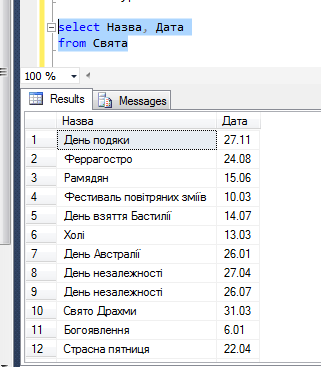 select Назва, Дата
from Свята
100 %
Results Messages
Назва Дата
1 День подяки 27.11
2 Феррагостро 24.08
3 Рамядян 15.06
4 Фестиваль повітряних зміїв 10.03
5 День взяття Бастилії 14.07
6 Холі 13.03
7 День Австралії 26.01
8 День незалежності 27.04
9 День незалежності 26.07
10 Свято Драхми 31.03
11 Богоявлення 6.01
12 Страсна пятниця 22.04